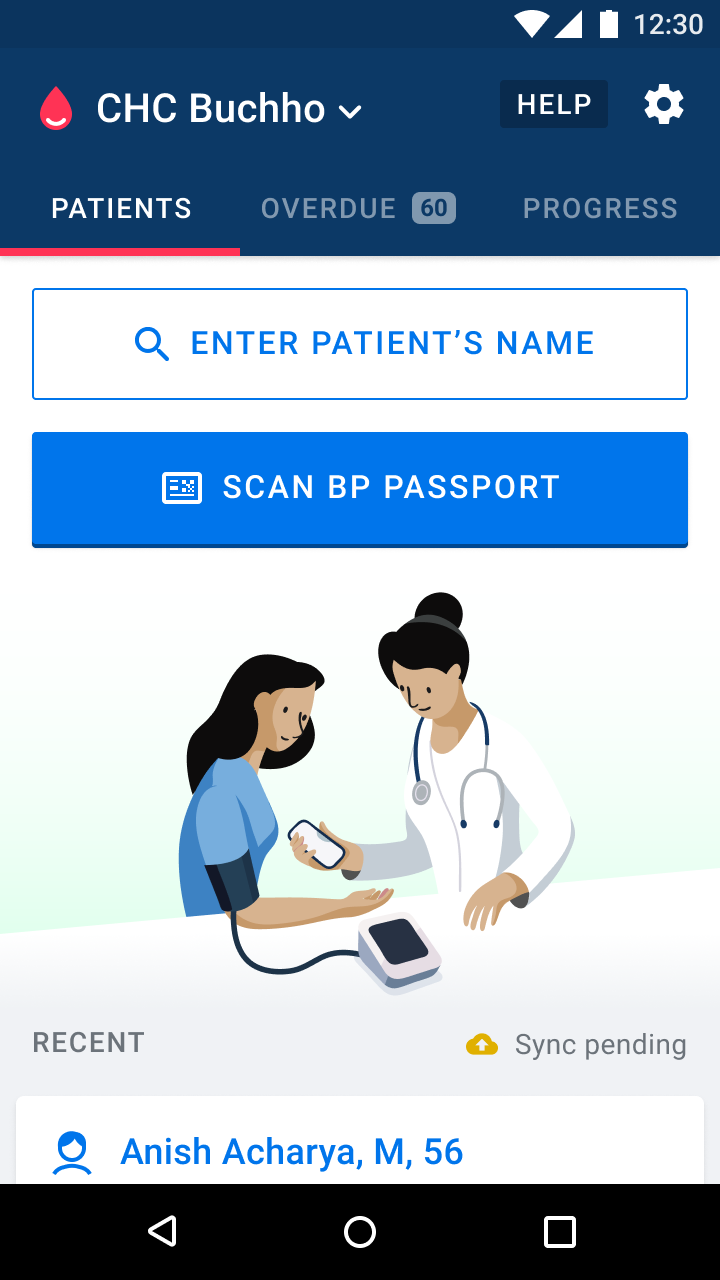 12:30
CHC Buchho
HELP
PATIENTS
OVERDUE 60
PROGRESS
ENTER PATIENT’S NAME
SCAN BP PASSPORT
RECENT
Sync pending
Anish Acharya, M, 56